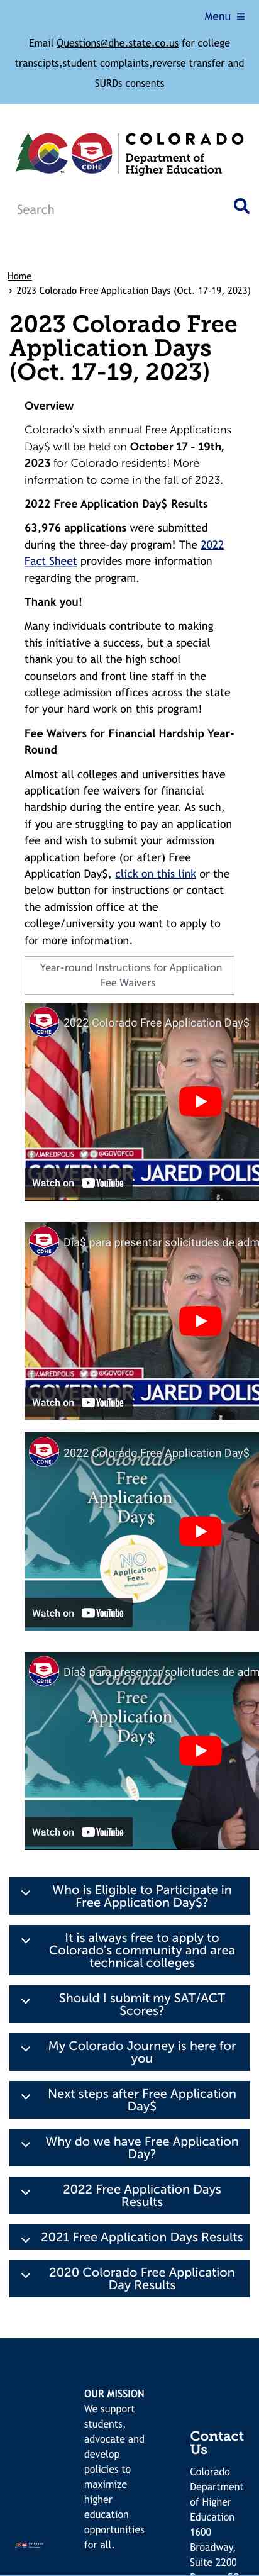 Menu ≡
Email Questions@dhe.state.co.us for college
transcipts,student complaints,reverse transfer and
SURDs consents
CO
CDHE
COLORADO
Department of
Higher Education
Search
Home
› 2023 Colorado Free Application Days (Oct. 17-19, 2023)
2023 Colorado Free
Application Days
(Oct. 17-19, 2023)
Overview
Colorado's sixth annual Free Applications
Day$ will be held on October 17 - 19th,
2023 for Colorado residents! More
information to come in the fall of 2023.
2022 Free Application Day$ Results
63,976 applications were submitted
during the three-day program! The 2022
Fact Sheet provides more information
regarding the program.
Thank you!
Many individuals contribute to making
this initiative a success, but a special
thank you to all the high school
counselors and front line staff in the
college admission offices across the state
for your hard work on this program!
Fee Waivers for Financial Hardship Year-
Round
Almost all colleges and universities have
application fee waivers for financial
hardship during the entire year. As such,
if you are struggling to pay an application
fee and wish to submit your admission
application before (or after) Free
Application Day$, click on this link or the
below button for instructions or contact
the admission office at the
college/university you want to apply to
for more information.
Year-round Instructions for Application
Fee Waivers
CDHE
2022 Colorado Free Application Day$
/JAREDPOLIS @GOVOFCO
GOVERNOR JARED POLIS
Watch on YouTube
CDHE
Día$ para presentar solicitudes de adm
/JAREDPOLIS @GOVOFCO
GOVERNOR JARED POLIS
Watch on YouTube
CDHE
2022 Colorado Free Application Day$
Colorado
Free
Application
Day$
NO
Application
Fees
Watch on YouTube
CDHE
Día$ para presentar solicitudes de adm
Colorado
Free
Application
Day$
Watch on YouTube
Who is Eligible to Participate in
Free Application Day$?
It is always free to apply to
Colorado's community and area
technical colleges
Should I submit my SAT/ACT
Scores?
My Colorado Journey is here for
you
Next steps after Free Application
Day$
Why do we have Free Application
Day?
2022 Free Application Days
Results
2021 Free Application Days Results
2020 Colorado Free Application
Day Results
OUR MISSION
We support
students,
advocate and
develop
policies to
maximize
higher
education
opportunities
for all.
Contact
Us
Colorado
Department
of Higher
Education
1600
Broadway,
Suite 2200